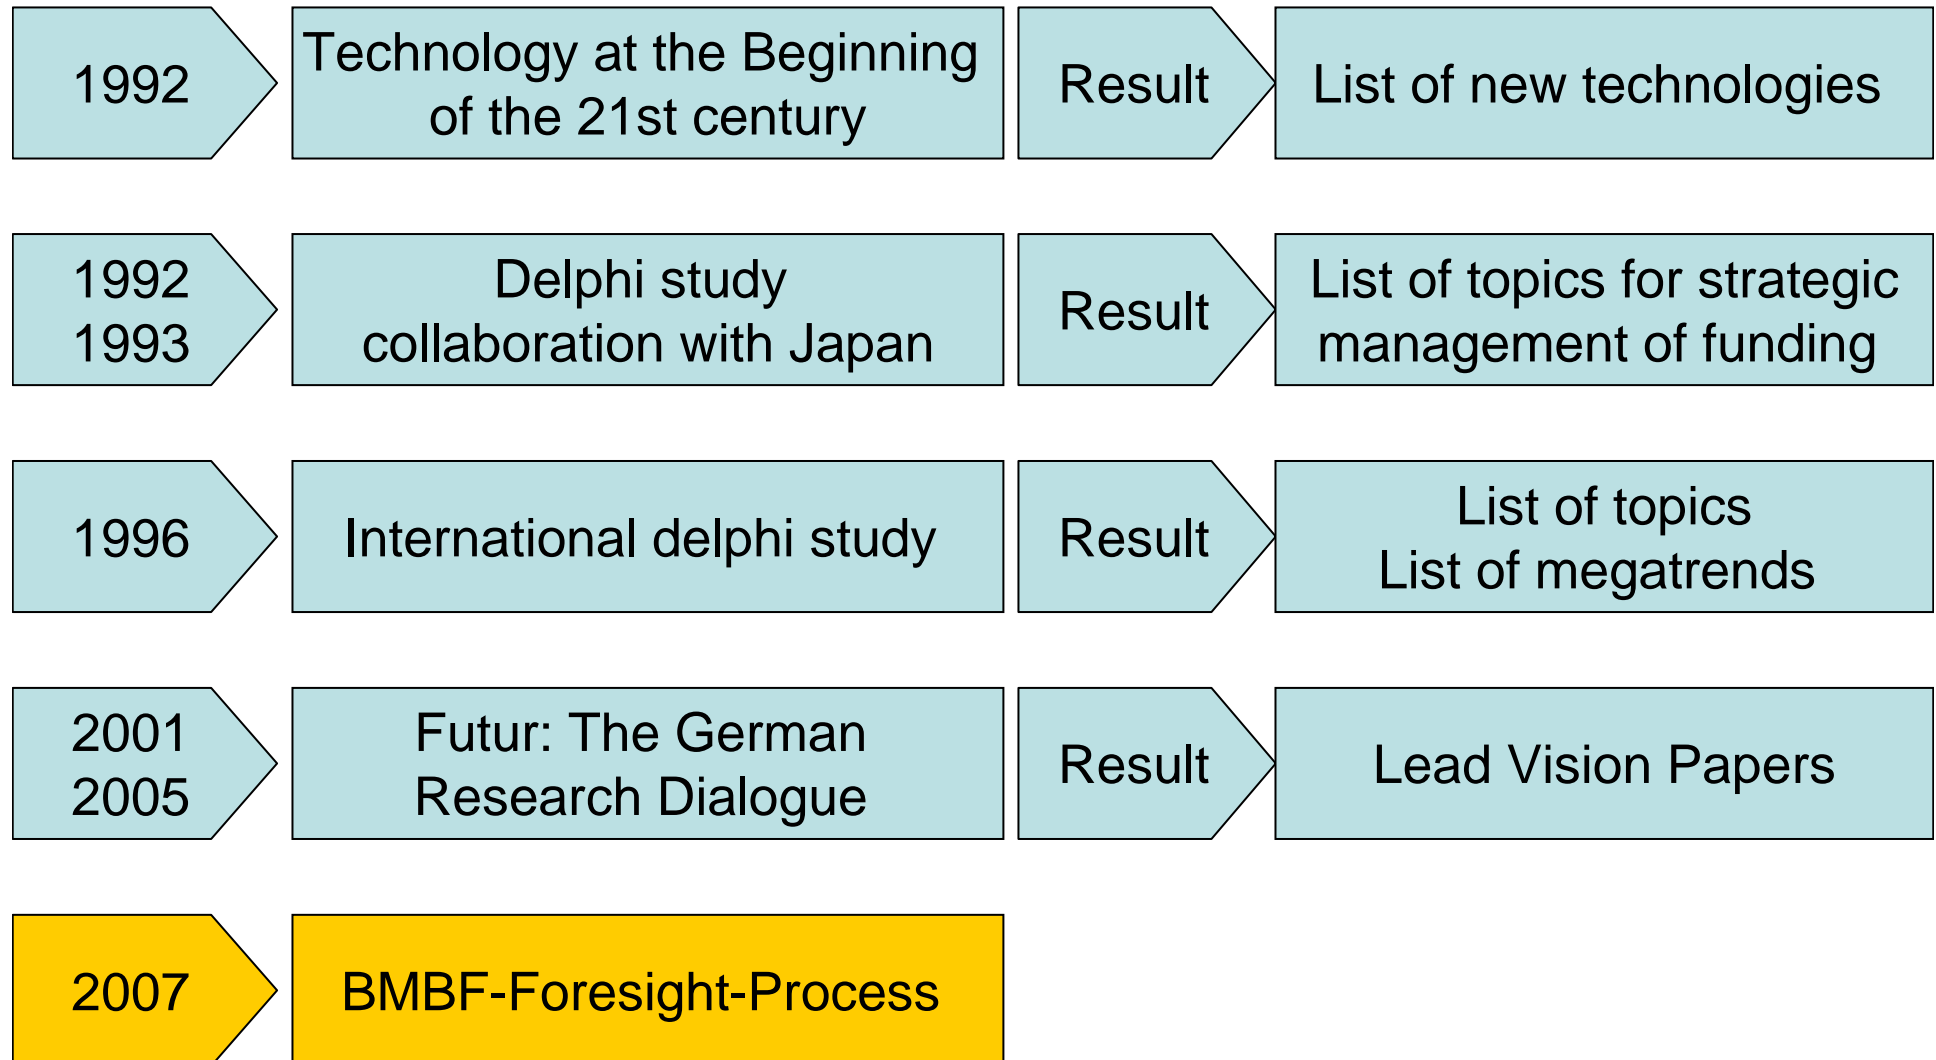 1992
Technology at the Beginning
of the 21st century
Result
List of new technologies
1992
1993
Delphi study
collaboration with Japan
Result
List of topics for strategic
management of funding
1996
International delphi study
Result
List of topics
List of megatrends
2001
2005
Futur: The German
Research Dialogue
Result
Lead Vision Papers
2007
BMBF-Foresight-Process